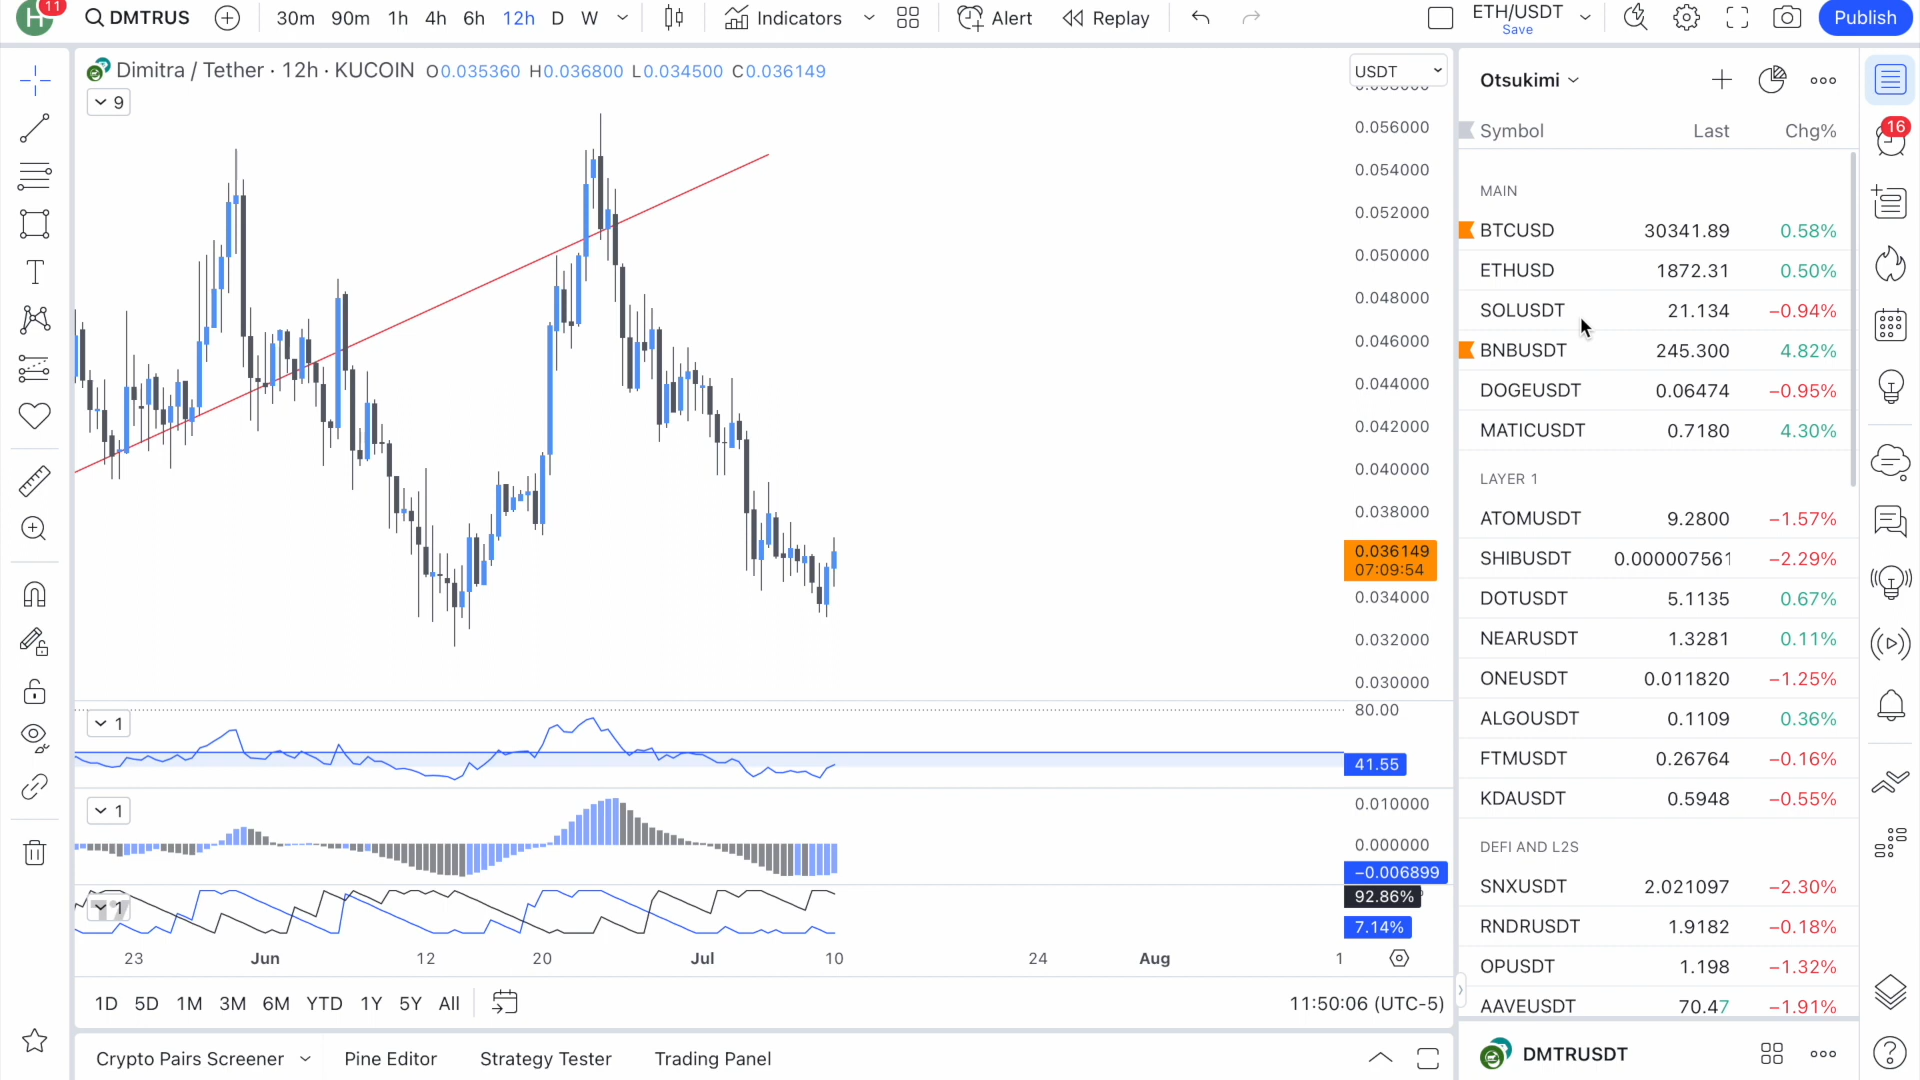 H
11
DMTRUS
30m
90m
1h
4h
6h
12h
D
W
Indicators
Alert
Replay
ETH/USDT
Save
Publish
Dimitra / Tether · 12h · KUCOIN O0.035360 H0.036800 L0.034500 C0.036149
9
USDT
0.056000
0.054000
0.052000
0.050000
0.048000
0.046000
0.044000
0.042000
0.040000
0.038000
0.036149
07:09:54
0.034000
0.032000
0.030000
1
80.00
41.55
1
0.010000
0.000000
−0.006899
1
92.86%
7.14%
23
Jun
12
20
Jul
10
24
Aug
1
1D
5D
1M
3M
6M
YTD
1Y
5Y
All
11:50:06 (UTC-5)
Crypto Pairs Screener
Pine Editor
Strategy Tester
Trading Panel
Otsukimi
Symbol Last Chg%
MAIN
BTCUSD 30341.89 0.58%
ETHUSD 1872.31 0.50%
SOLUSDT 21.134 −0.94%
BNBUSDT 245.300 4.82%
DOGEUSDT 0.06474 −0.95%
MATICUSDT 0.7180 4.30%
LAYER 1
ATOMUSDT 9.2800 −1.57%
SHIBUSDT 0.000007561 −2.29%
DOTUSDT 5.1135 0.67%
NEARUSDT 1.3281 0.11%
ONEUSDT 0.011820 −1.25%
ALGOUSDT 0.1109 0.36%
FTMUSDT 0.26764 −0.16%
KDAUSDT 0.5948 −0.55%
DEFI AND L2S
SNXUSDT 2.021097 −2.30%
RNDRUSDT 1.9182 −0.18%
OPUSDT 1.198 −1.32%
AAVEUSDT 70.47 −1.91%
DMTRUSDT
16